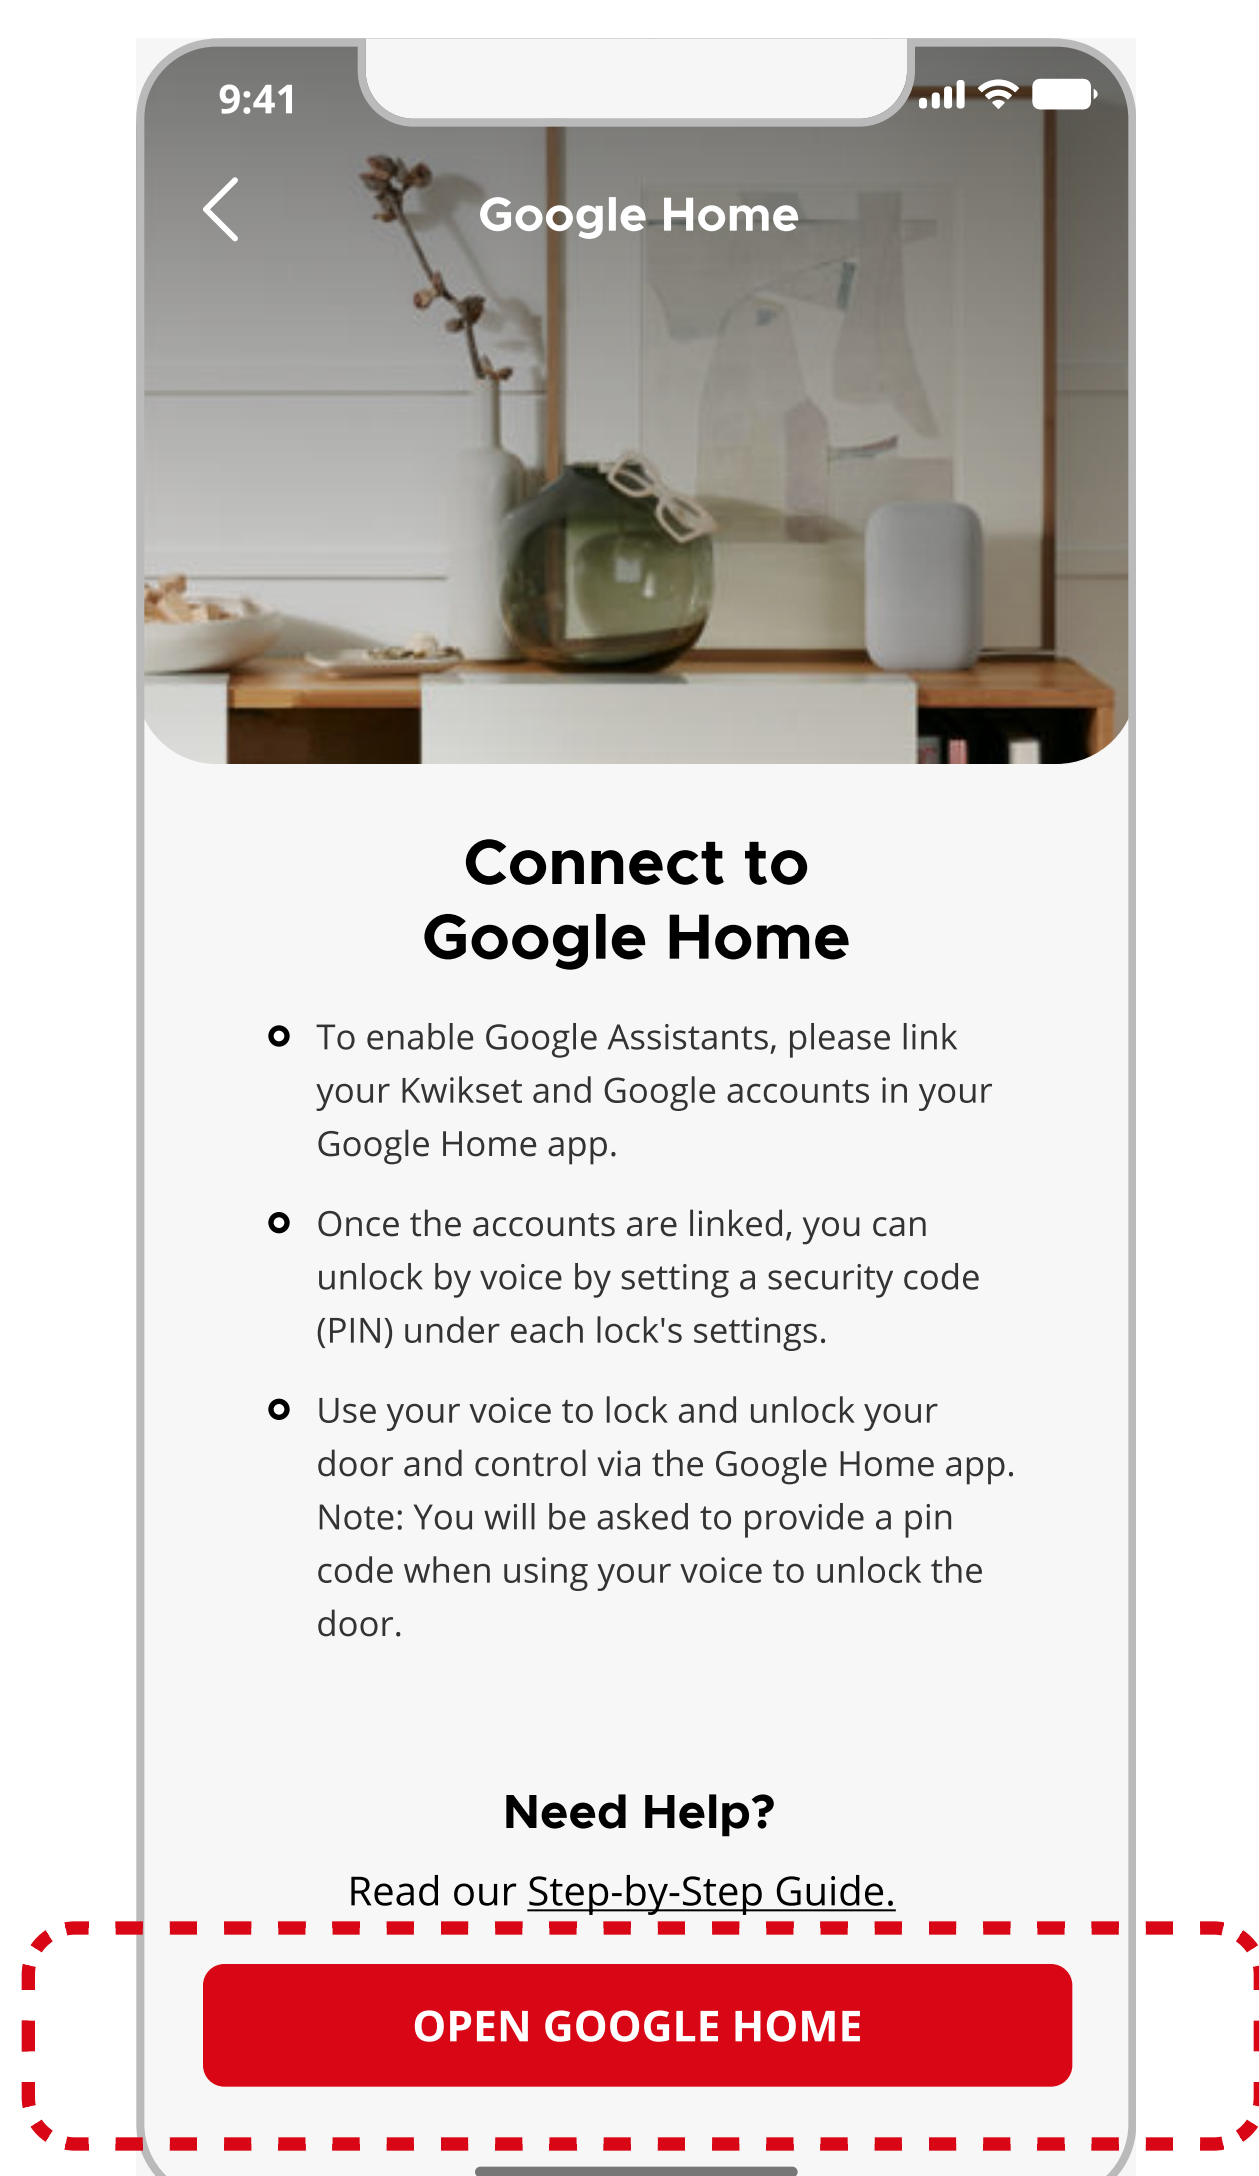 9:41
Google Home
Connect to
Google Home
To enable Google Assistants, please link
your Kwikset and Google accounts in your
Google Home app.
Once the accounts are linked, you can
unlock by voice by setting a security code
(PIN) under each lock's settings.
Use your voice to lock and unlock your
door and control via the Google Home app.
Note: You will be asked to provide a pin
code when using your voice to unlock the
door.
Need Help?
Read our Step-by-Step Guide.
OPEN GOOGLE HOME